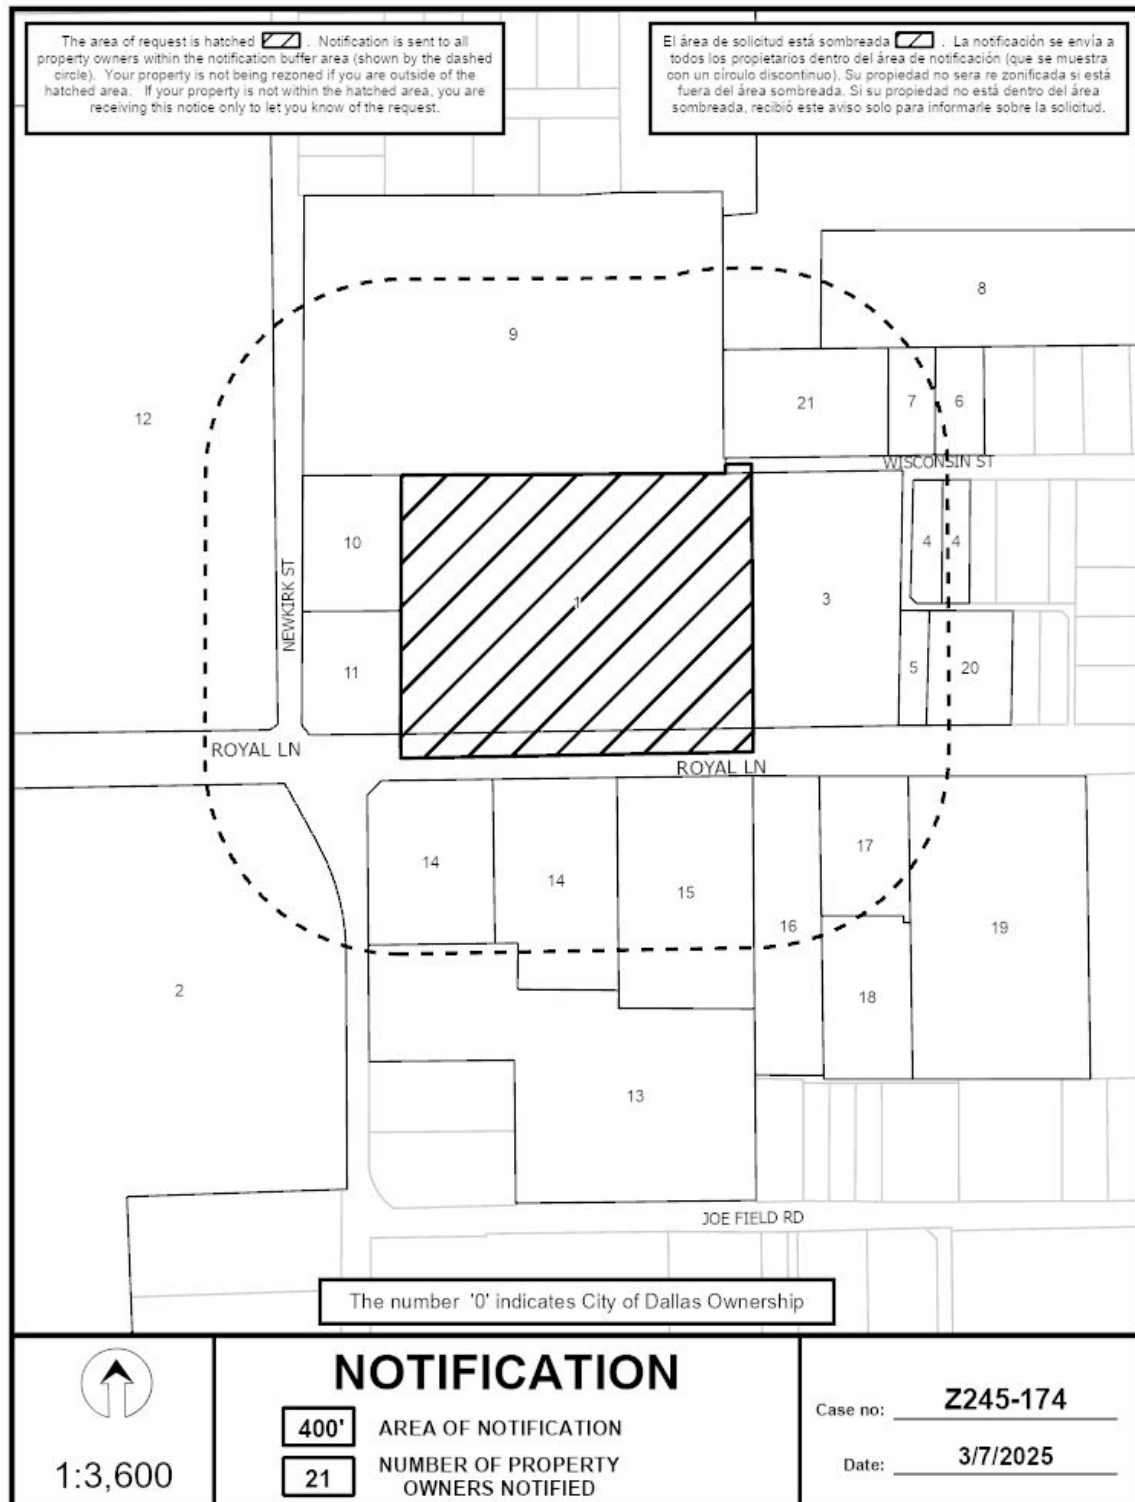 The area of request is hatched . Notification is sent to all
property owners within the notification buffer area (shown by the dashed
circle). Your property is not being rezoned if you are outside of the
hatched area. If your property is not within the hatched area, you are
receiving this notice only to let you know of the request.
El área de solicitud está sombreada . La notificación se envía a
todos los propietarios dentro del área de notificación (que se muestra
con un círculo discontinuo). Su propiedad no sera re zonificada si está
fuera del área sombreada. Si su propiedad no está dentro del área
sombreada, recibió este aviso solo para informarle sobre la solicitud.
8
9
12
21
7
6
WISCONSIN ST
10
4
4
NEWKIRK ST
1
3
11
5
20
ROYAL LN
ROYAL LN
14
14
15
17
16
19
2
18
13
JOE FIELD RD
The number '0' indicates City of Dallas Ownership
1:3,600
NOTIFICATION
400' AREA OF NOTIFICATION
21 NUMBER OF PROPERTY
OWNERS NOTIFIED
Case no: Z245-174
Date: 3/7/2025